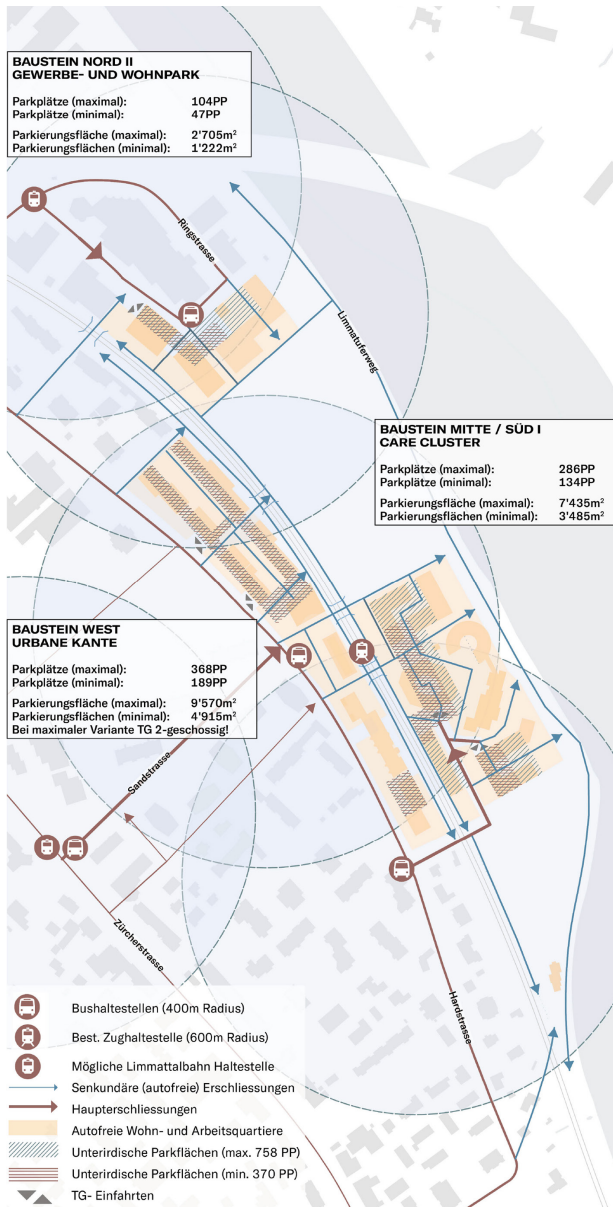 BAUSTEIN NORD II
GEWERBE- UND WOHNPARK
Parkplätze (maximal): 104PP
Parkplätze (minimal): 47PP
Parkierungsfläche (maximal): 2'705m²
Parkierungsflächen (minimal): 1'222m²
Ringstrasse
Limmatuferweg
BAUSTEIN MITTE / SÜD I
CARE CLUSTER
Parkplätze (maximal): 286PP
Parkplätze (minimal): 134PP
Parkierungsfläche (maximal): 7'435m²
Parkierungsflächen (minimal): 3'485m²
BAUSTEIN WEST
URBANE KANTE
Parkplätze (maximal): 368PP
Parkplätze (minimal): 189PP
Parkierungsfläche (maximal): 9'570m²
Parkierungsflächen (minimal): 4'915m²
Bei maximaler Variante TG 2-geschossig!
Sandstrasse
Zürcherstrasse
Hardstrasse
Bushaltestellen (400m Radius)
Best. Zughaltestelle (600m Radius)
Mögliche Limmattalbahn Haltestelle
Senkundäre (autofreie) Erschliessungen
Haupterschliessungen
Autofreie Wohn- und Arbeitsquartiere
Unterirdische Parkflächen (max. 758 PP)
Unterirdische Parkflächen (min. 370 PP)
TG- Einfahrten